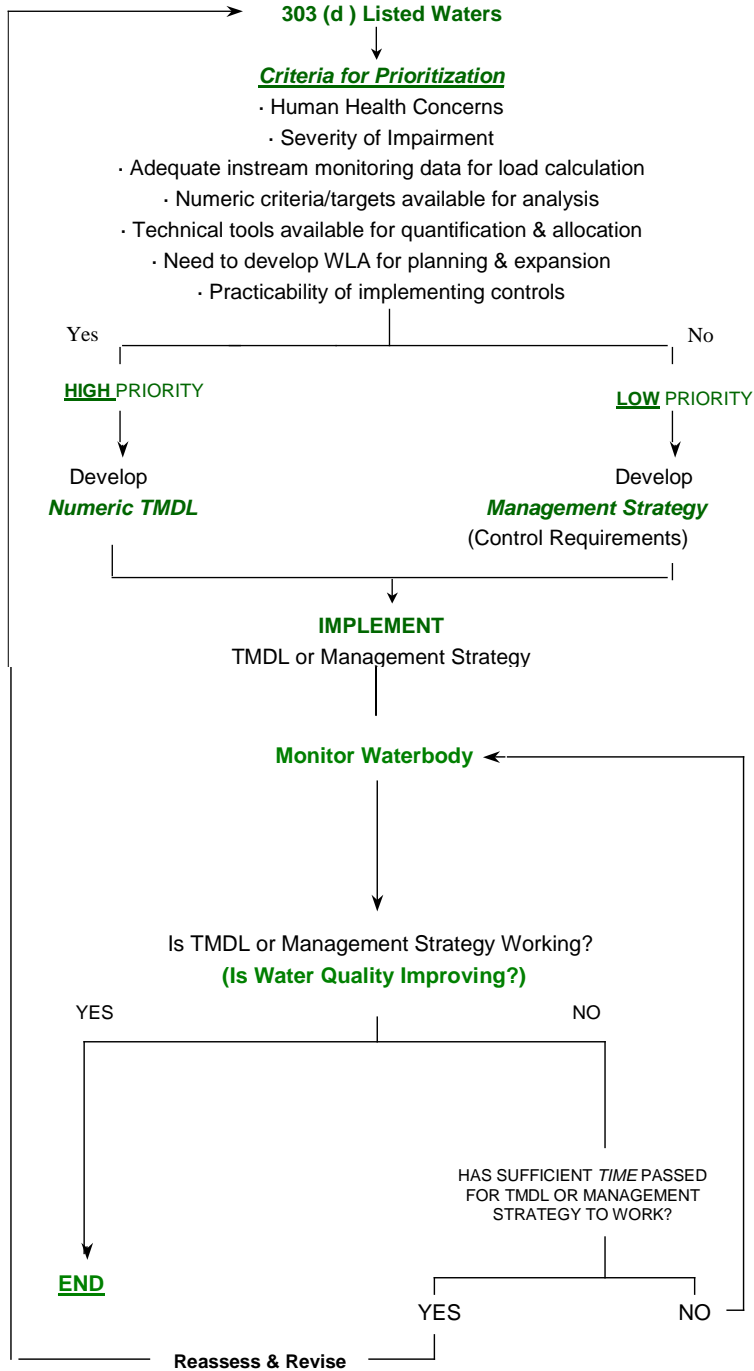 303 (d ) Listed Waters
Criteria for Prioritization
· Human Health Concerns
· Severity of Impairment
· Adequate instream monitoring data for load calculation
· Numeric criteria/targets available for analysis
· Technical tools available for quantification & allocation
· Need to develop WLA for planning & expansion
· Practicability of implementing controls
Yes
No
HIGH PRIORITY
LOW PRIORITY
Develop
Numeric TMDL
Develop
Management Strategy
(Control Requirements)
IMPLEMENT
TMDL or Management Strategy
Monitor Waterbody
Is TMDL or Management Strategy Working?
(Is Water Quality Improving?)
YES
NO
HAS SUFFICIENT TIME PASSED
FOR TMDL OR MANAGEMENT
STRATEGY TO WORK?
END
YES
NO
Reassess & Revise